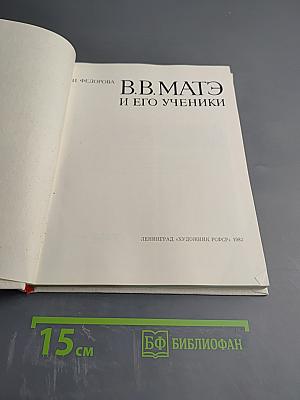 И. ФЕДОРОВА
В.В.МАТЭ
И ЕГО УЧЕНИКИ
ЛЕНИНГРАД «ХУДОЖНИК РСФСР» 1982
15 см
БФ БИБЛИОФАН